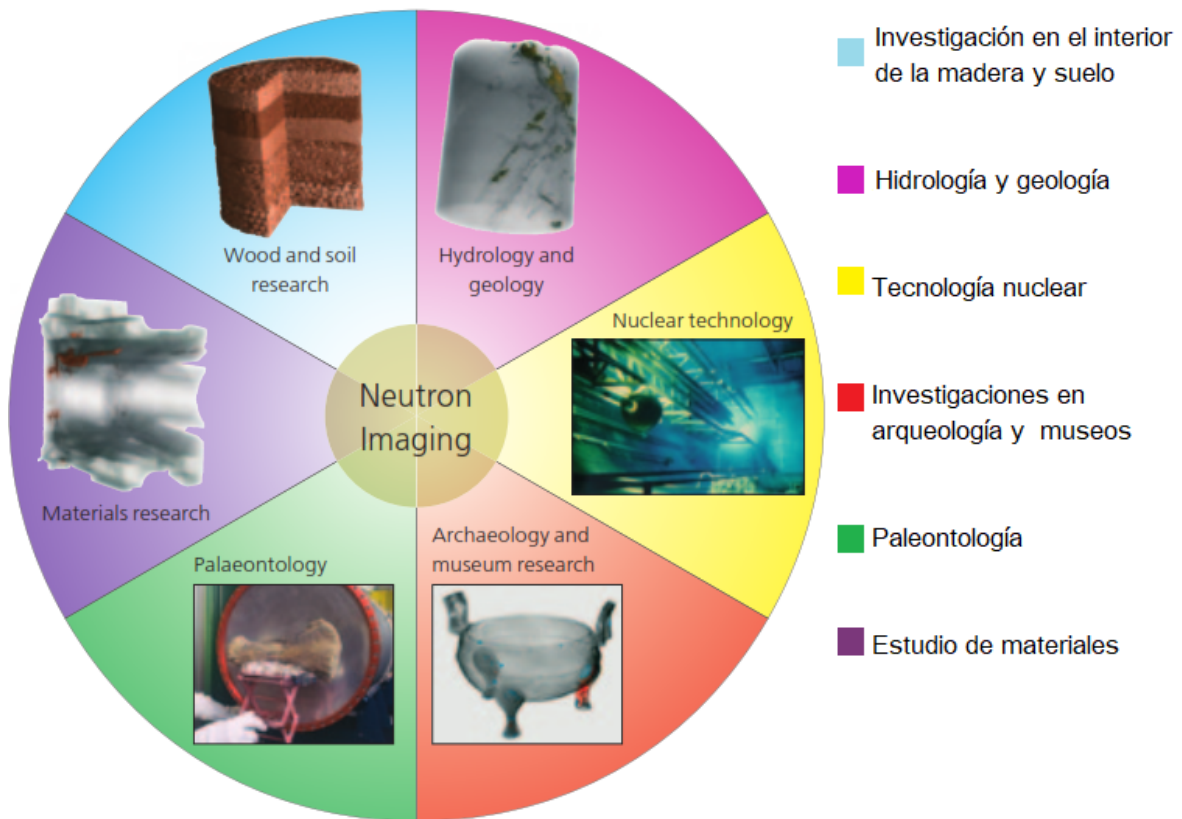 Wood and soil
research
Hydrology and
geology
Nuclear technology
Neutron
Imaging
Materials research
Palaeontology
Archaeology and
museum research
Investigación en el interior
de la madera y suelo
Hidrología y geología
Tecnología nuclear
Investigaciones en
arqueología y museos
Paleontología
Estudio de materiales